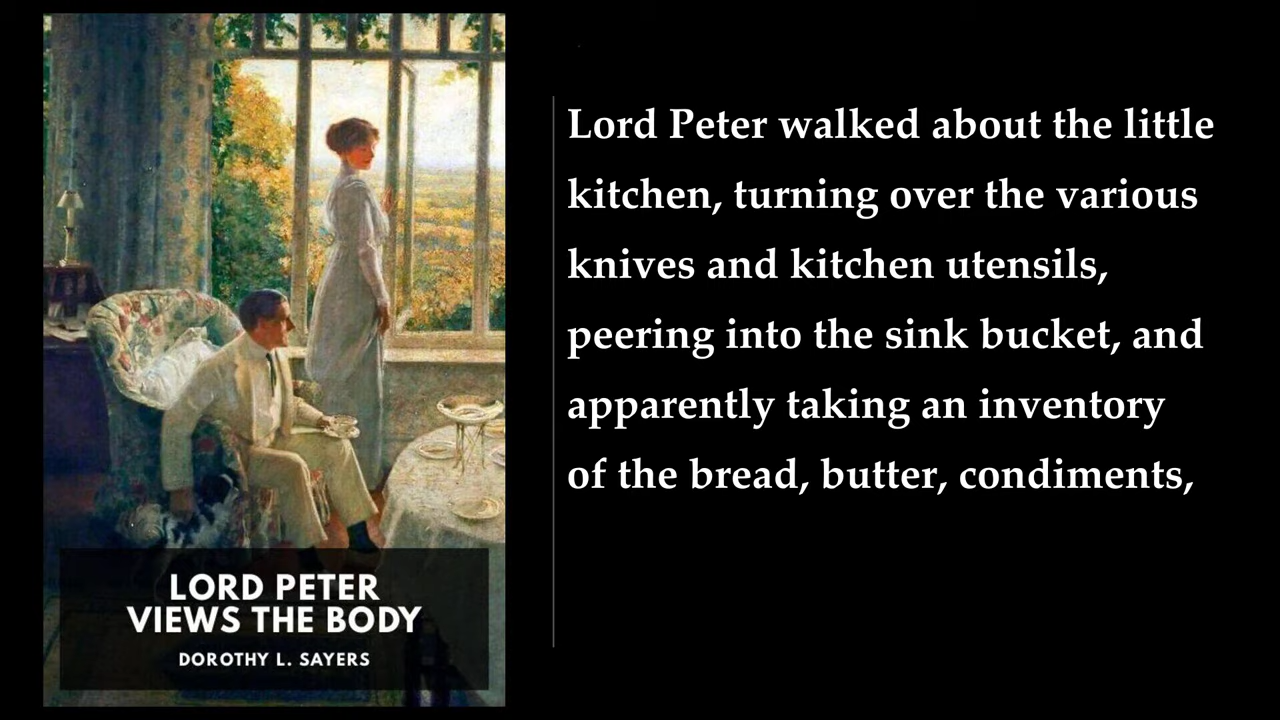 Lord Peter walked about the little
kitchen, turning over the various
knives and kitchen utensils,
peering into the sink bucket, and
apparently taking an inventory
of the bread, butter, condiments,
LORD PETER
VIEWS THE BODY
DOROTHY L. SAYERS